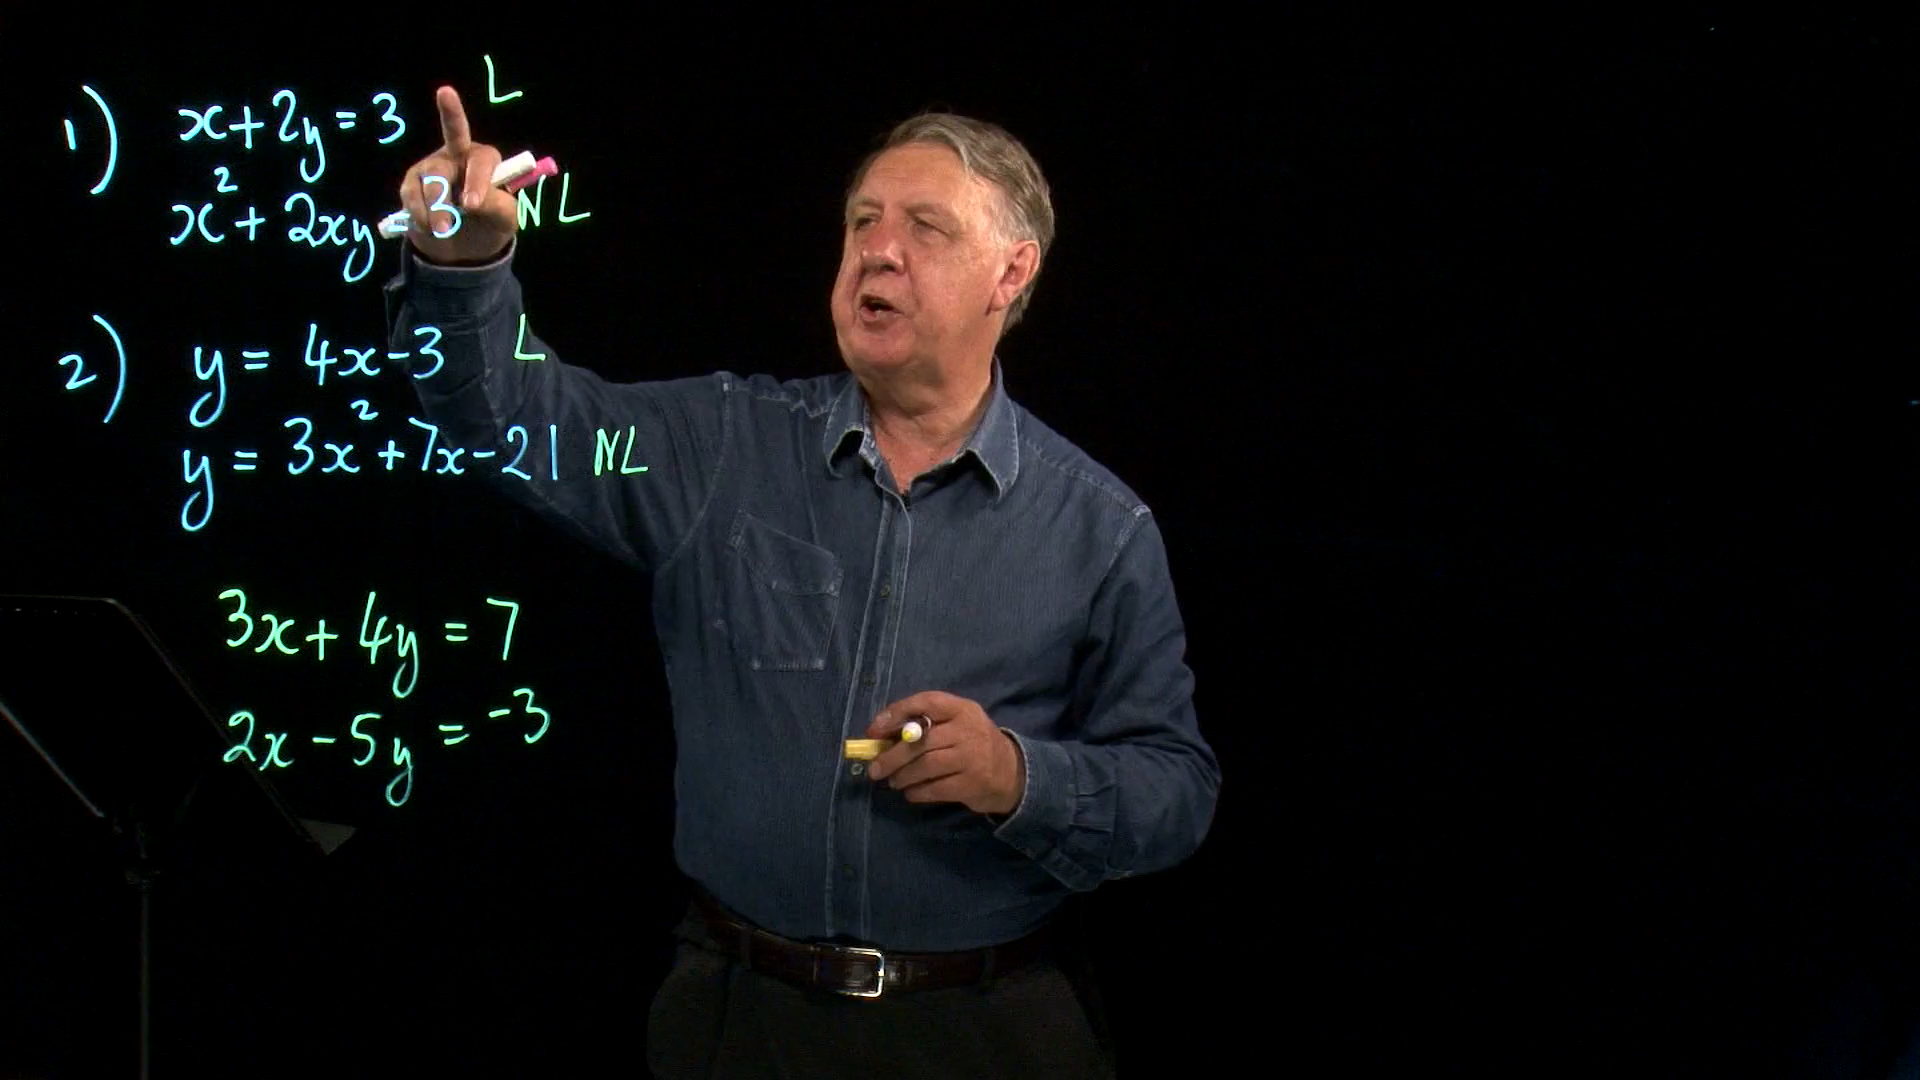 1) x+2y=3 L
x²+2xy=3 NL
2) y=4x-3 L
y=3x²+7x-21 NL
3x+4y=7
2x-5y=-3